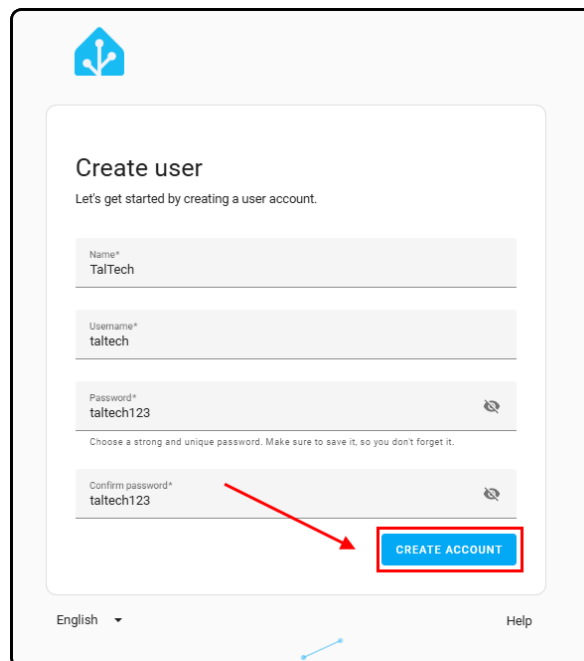 Create user
Let's get started by creating a user account.
Name*
TalTech
Username*
taltech
Password*
taltech123
Choose a strong and unique password. Make sure to save it, so you don't forget it.
Confirm password*
taltech123
CREATE ACCOUNT
English
Help